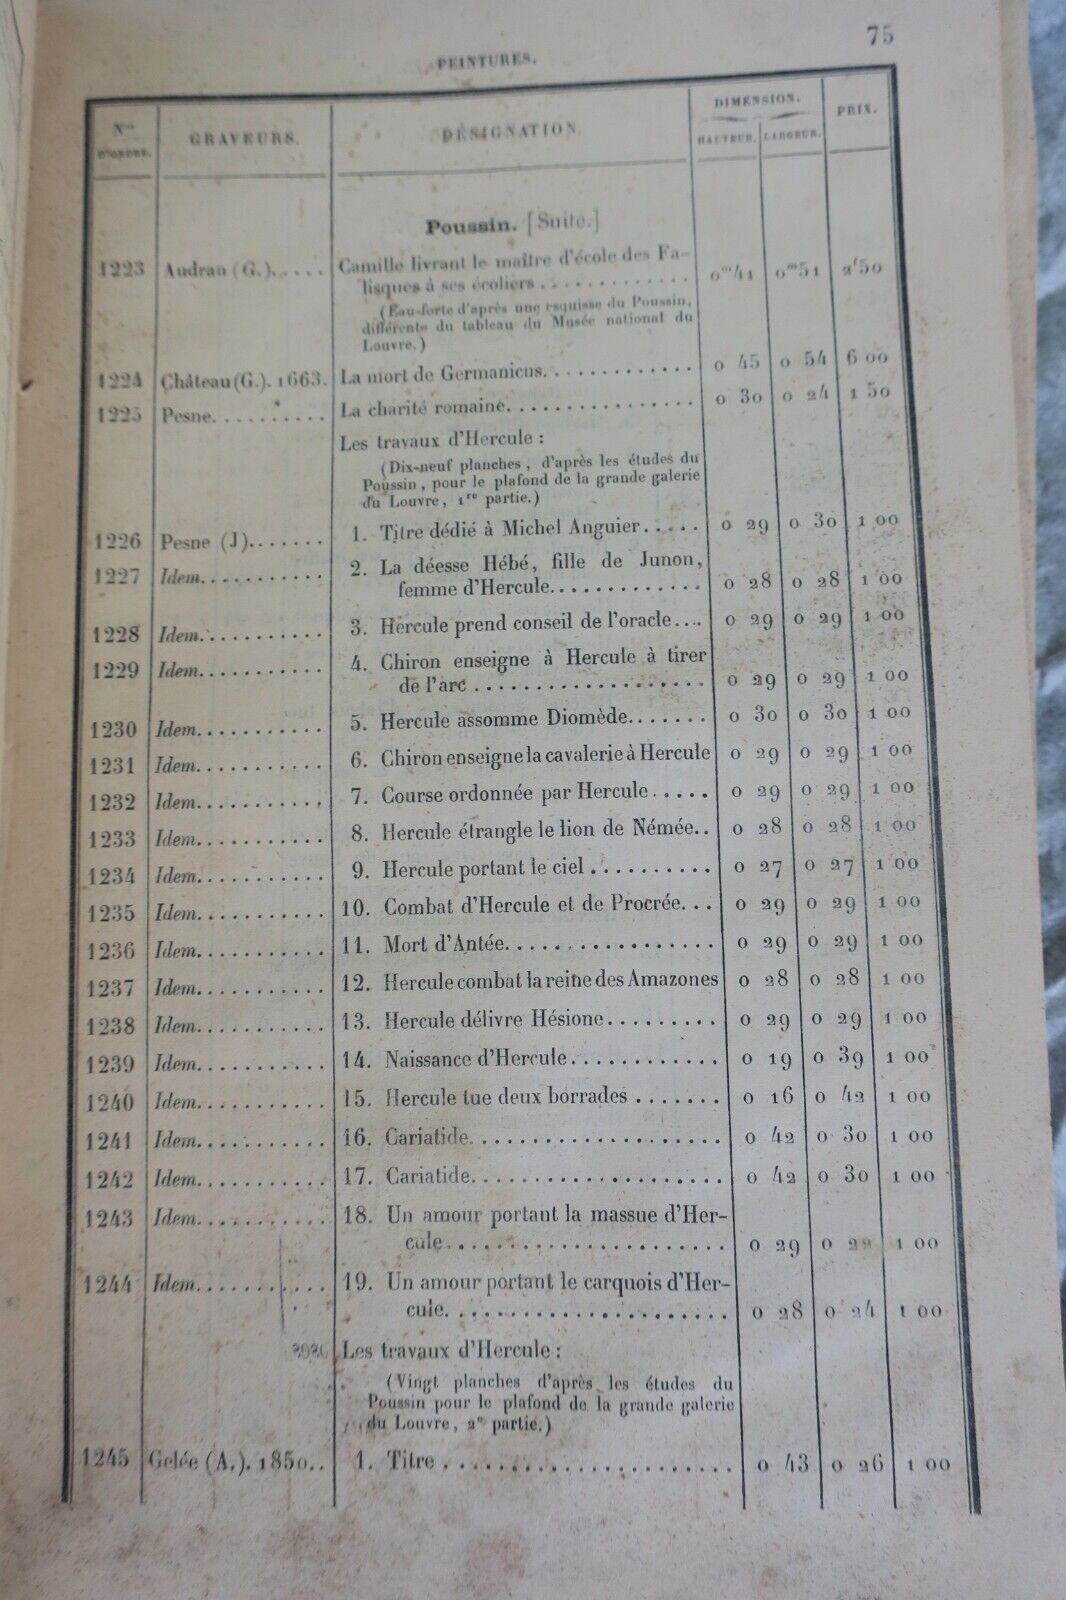 75
PEINTURES.
Nos D'ORDRE. GRAVEURS. DÉSIGNATION. DIMENSION. PRIX.
HAUTEUR. LARGEUR.
Poussin. [Suite.]
1223 Audran (G.)..... Camille livrant le maître d'école des Fa-
lisques à ses écoliers............. 0m41 0m51 2f50
(Eau-forte d'après une esquisse du Poussin,
différente du tableau du Musée national du
Louvre.)
1224 Château (G.). 1663. La mort de Germanicus............. 0 45 0 54 6 00
1225 Pesne.......... La charité romaine................ 0 30 0 24 1 50
Les travaux d'Hercule :
(Dix-neuf planches, d'après les études du
Poussin, pour le plafond de la grande galerie
du Louvre, 1re partie.)
1226 Pesne (J)....... 1. Titre dédié à Michel Anguier..... 0 29 0 30 1 00
1227 Idem........... 2. La déesse Hébé, fille de Junon,
femme d'Hercule............. 0 28 0 28 1 00
1228 Idem........... 3. Hercule prend conseil de l'oracle... 0 29 0 29 1 00
1229 Idem........... 4. Chiron enseigne à Hercule à tirer
de l'arc................... 0 29 0 29 1 00
1230 Idem........... 5. Hercule assomme Diomède....... 0 30 0 30 1 00
1231 Idem........... 6. Chiron enseigne la cavalerie à Hercule 0 29 0 29 1 00
1232 Idem........... 7. Course ordonnée par Hercule..... 0 29 0 29 1 00
1233 Idem........... 8. Hercule étrangle le lion de Némée.. 0 28 0 28 1 00
1234 Idem........... 9. Hercule portant le ciel.......... 0 27 0 27 1 00
1235 Idem........... 10. Combat d'Hercule et de Procrée... 0 29 0 29 1 00
1236 Idem........... 11. Mort d'Antée................. 0 29 0 29 1 00
1237 Idem........... 12. Hercule combat la reine des Amazones 0 28 0 28 1 00
1238 Idem........... 13. Hercule délivre Hésione......... 0 29 0 29 1 00
1239 Idem........... 14. Naissance d'Hercule............ 0 19 0 39 1 00
1240 Idem........... 15. Hercule tue deux borrades....... 0 16 0 42 1 00
1241 Idem........... 16. Cariatide.................... 0 42 0 30 1 00
1242 Idem........... 17. Cariatide.................... 0 42 0 30 1 00
1243 Idem........... 18. Un amour portant la massue d'Her-
cule...................... 0 29 0 22 1 00
1244 Idem........... 19. Un amour portant le carquois d'Her-
cule...................... 0 28 0 24 1 00
Les travaux d'Hercule :
(Vingt planches d'après les études du
Poussin pour le plafond de la grande galerie
du Louvre, 2e partie.)
1245 Gelée (A.). 1850.. 1. Titre...................... 0 43 0 26 1 00